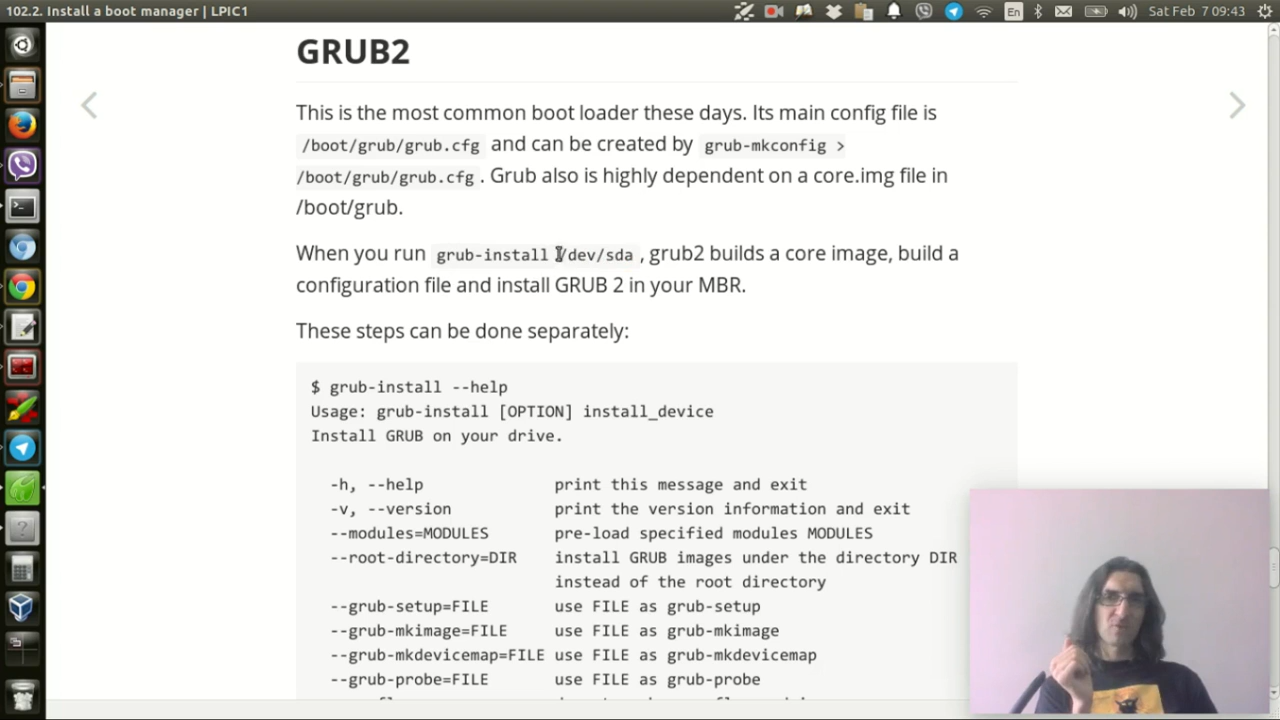 102.2. Install a boot manager | LPIC1
En
Sat Feb 7 09:43
GRUB2
This is the most common boot loader these days. Its main config file is
/boot/grub/grub.cfg and can be created by grub-mkconfig >
/boot/grub/grub.cfg. Grub also is highly dependent on a core.img file in
/boot/grub.
When you run grub-install /dev/sda, grub2 builds a core image, build a
configuration file and install GRUB 2 in your MBR.
These steps can be done separately:
$ grub-install --help
Usage: grub-install [OPTION] install_device
Install GRUB on your drive.
-h, --help print this message and exit
-v, --version print the version information and exit
--modules=MODULES pre-load specified modules MODULES
--root-directory=DIR install GRUB images under the directory DIR
instead of the root directory
--grub-setup=FILE use FILE as grub-setup
--grub-mkimage=FILE use FILE as grub-mkimage
--grub-mkdevicemap=FILE use FILE as grub-mkdevicemap
--grub-probe=FILE use FILE as grub-probe